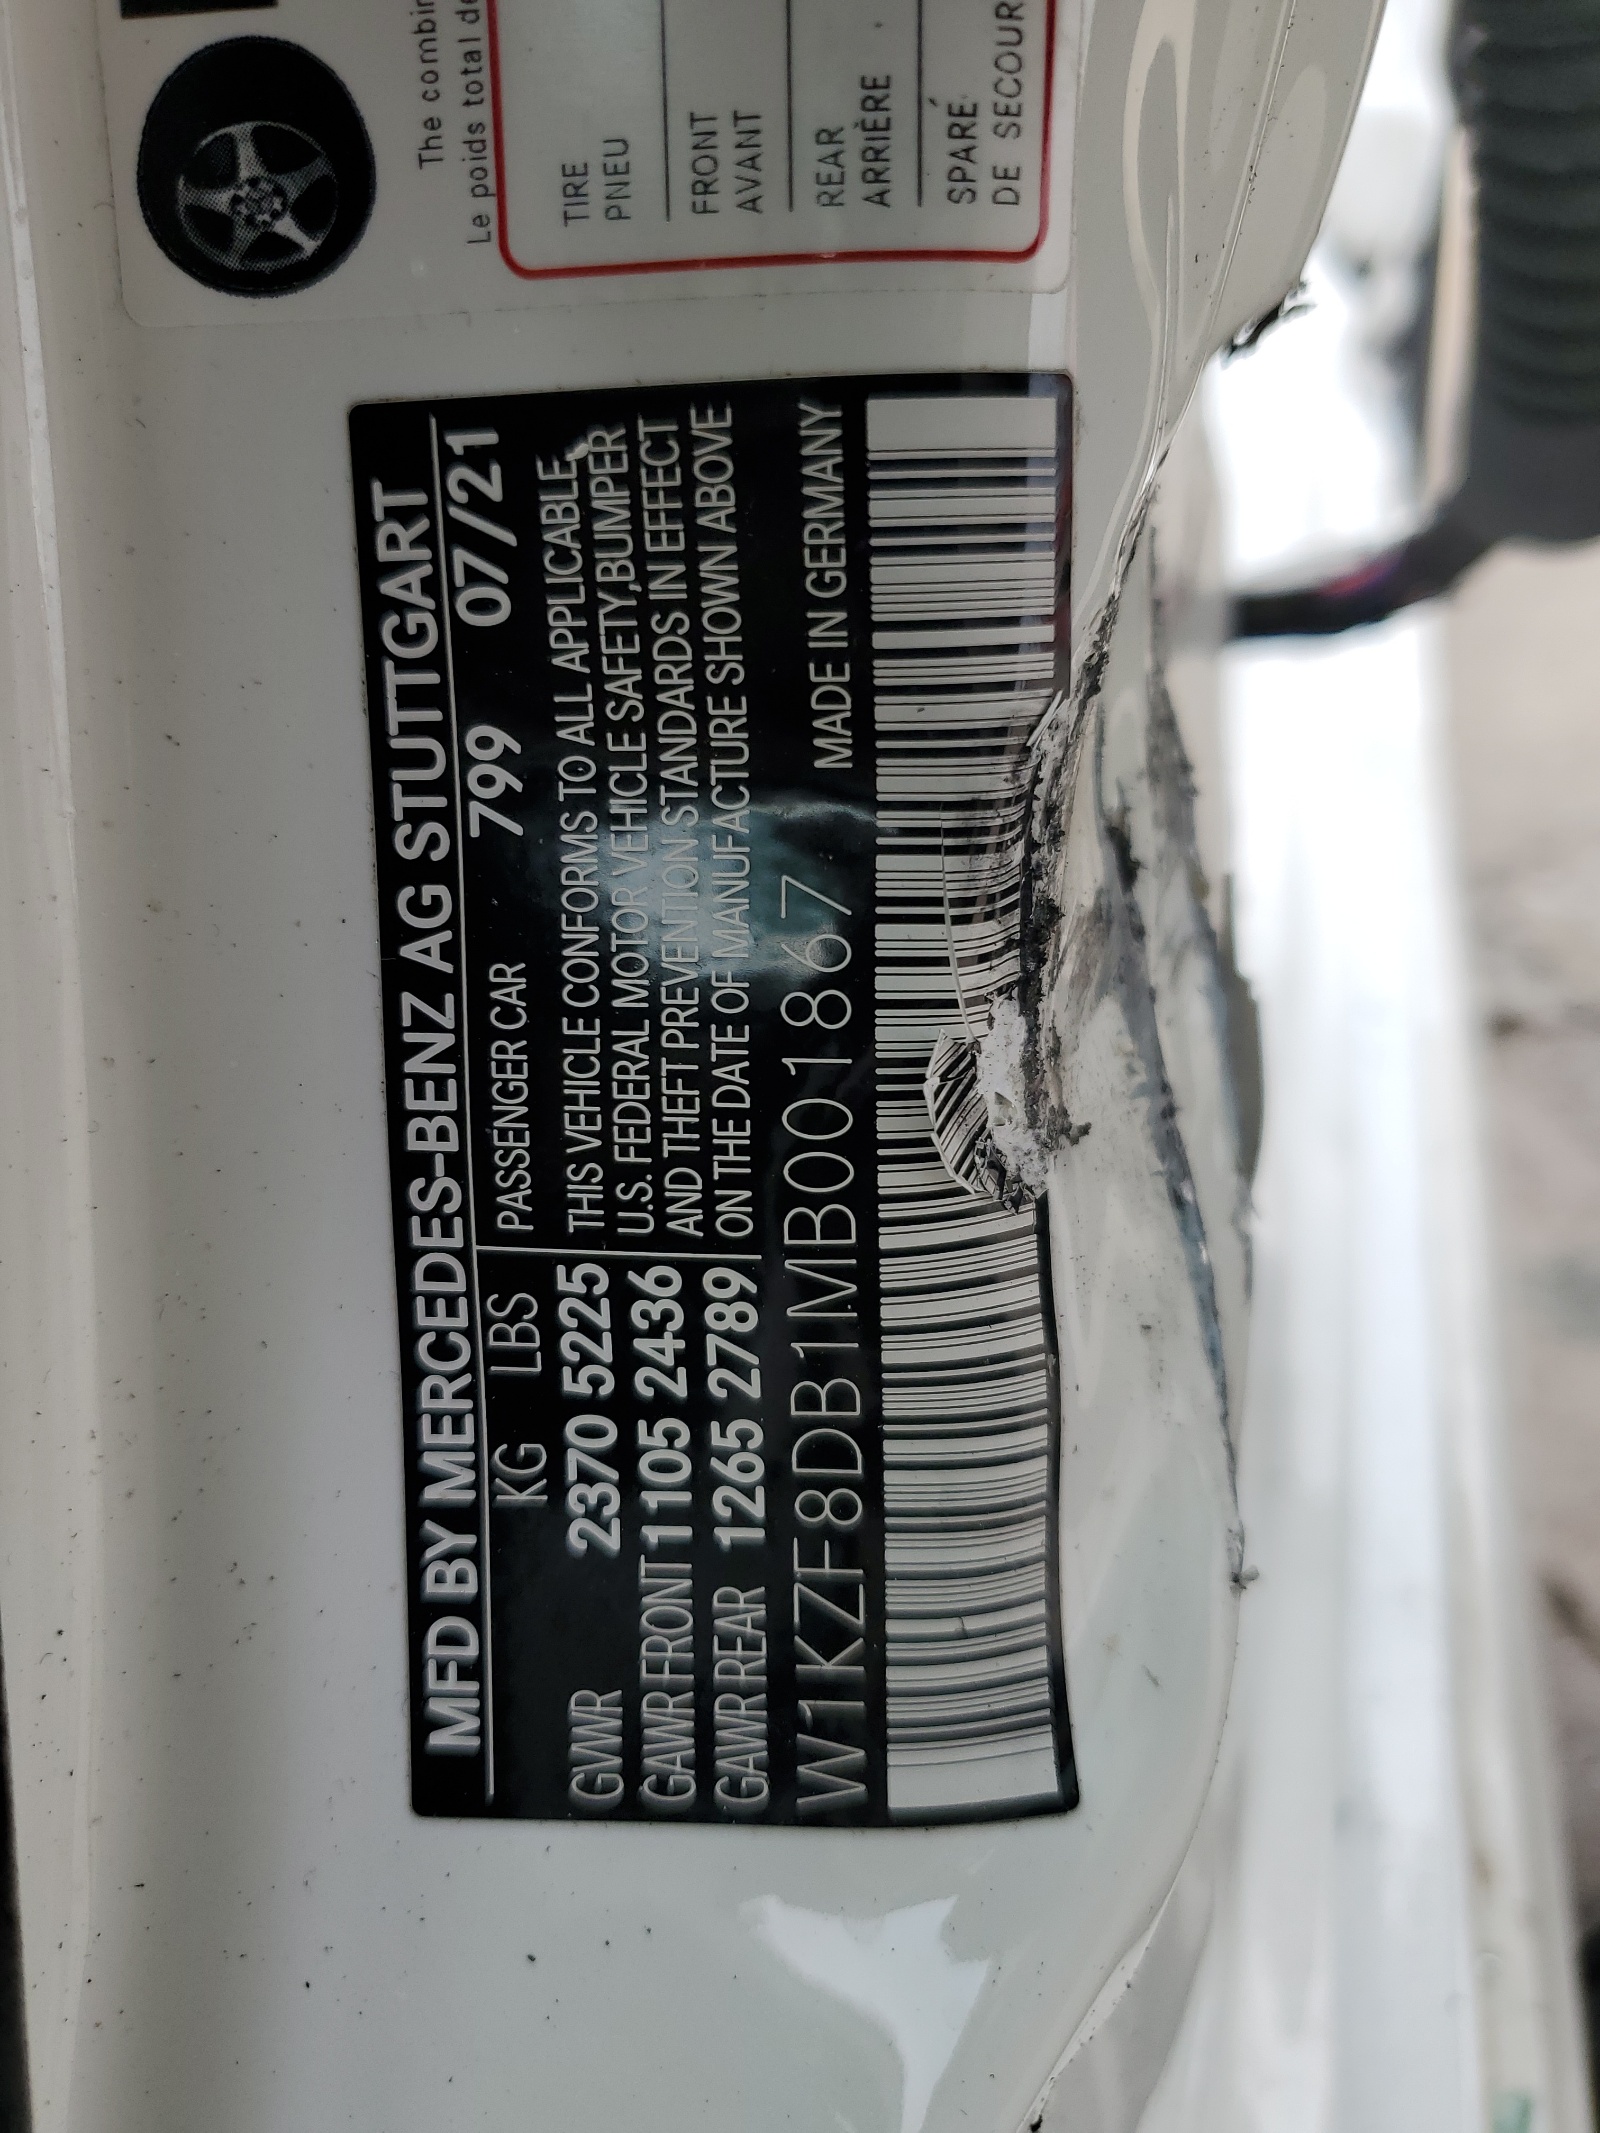 MFD BY MERCEDES-BENZ AG STUTTGART
KG LBS PASSENGER CAR 799 07/21
GVWR 2370 5225 THIS VEHICLE CONFORMS TO ALL APPLICABLE
GAWR FRONT 1105 2436 U.S. FEDERAL MOTOR VEHICLE SAFETY,BUMPER
AND THEFT PREVENTION STANDARDS IN EFFECT
GAWR REAR 1265 2789 ON THE DATE OF MANUFACTURE SHOWN ABOVE
W1KZF8DB1MB001867 MADE IN GERMANY
The
Le poids total de
TIRE
PNEU
FRONT
AVANT
REAR
ARRIÈRE
SPARE
DE SECOUR